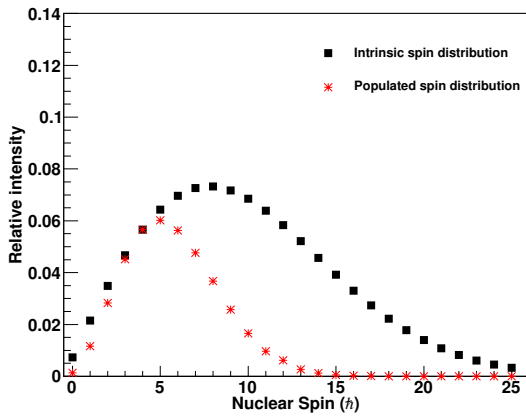 Relative intensity
0.14
0.12
0.1
0.08
0.06
0.04
0.02
0
Intrinsic spin distribution
Populated spin distribution
0 5 10 15 20 25
Nuclear Spin (ℏ)